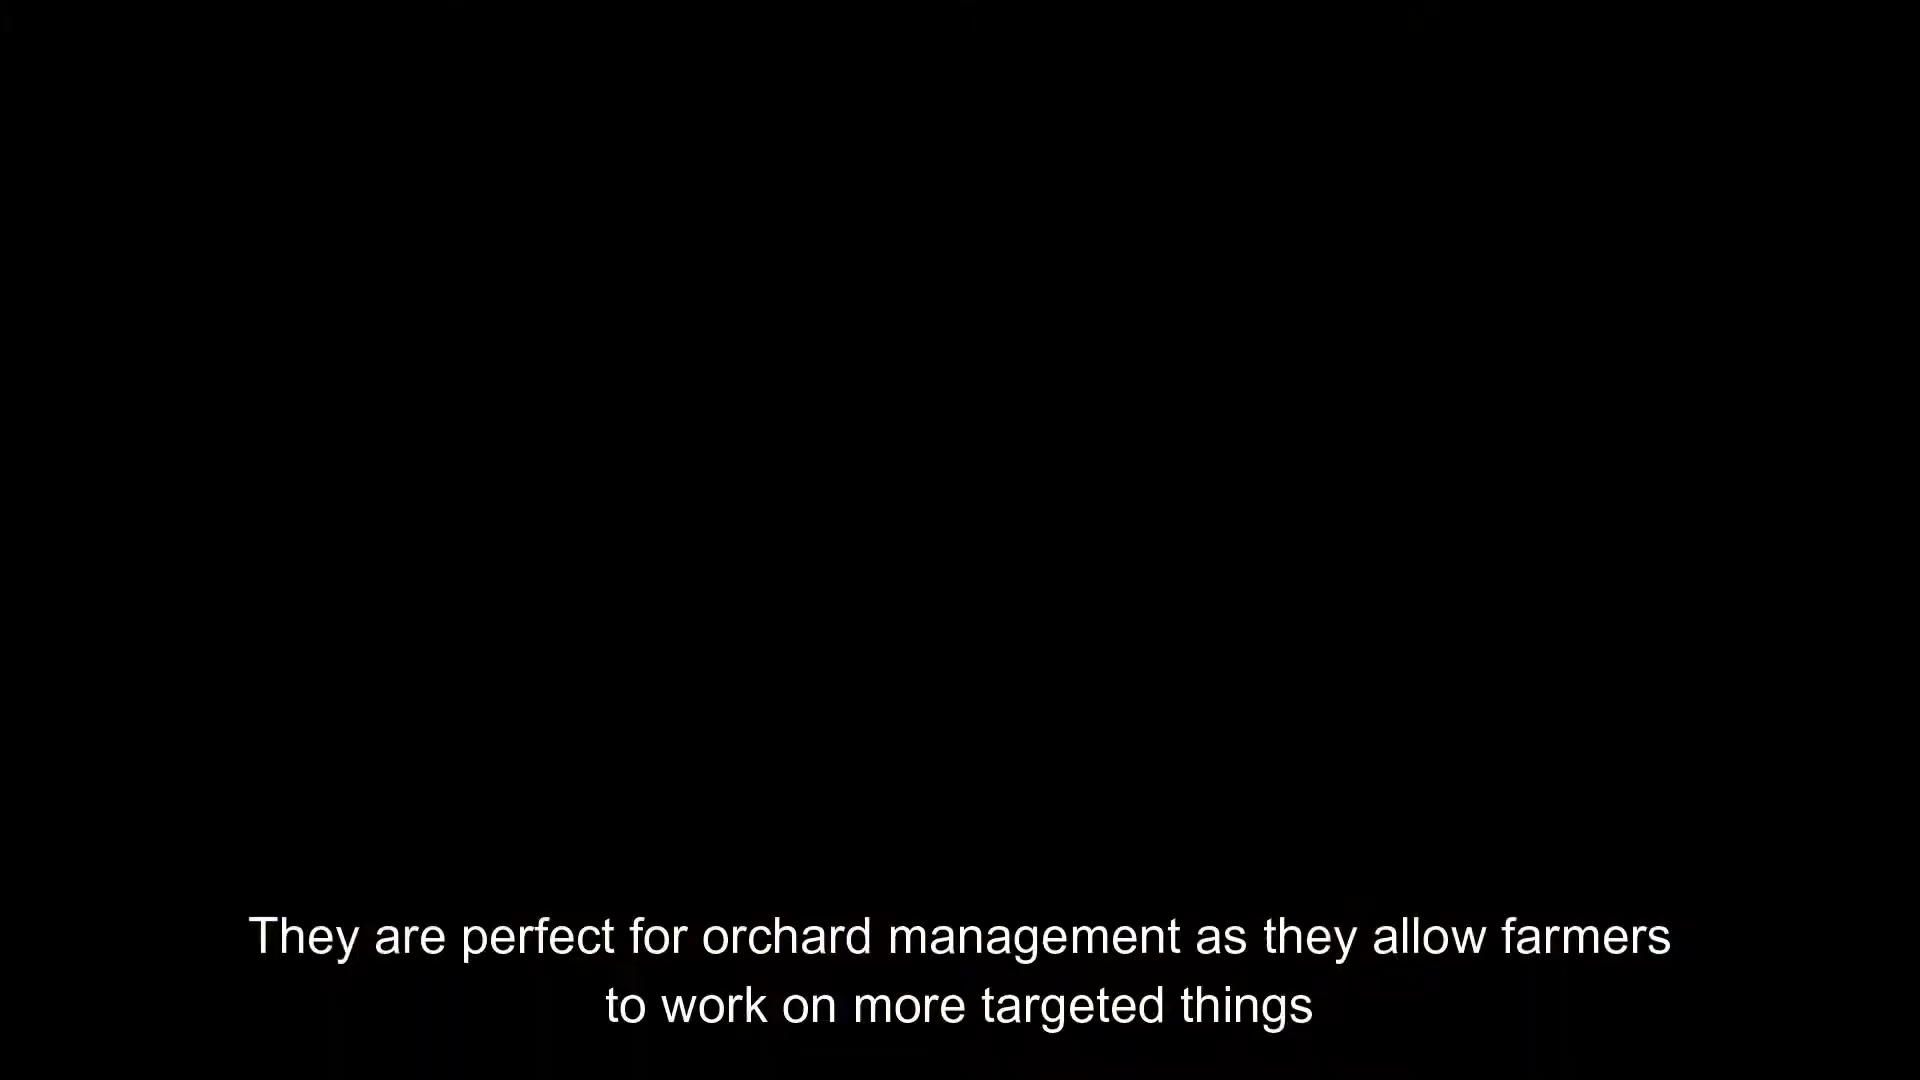 They are perfect for orchard management as they allow farmers
to work on more targeted things